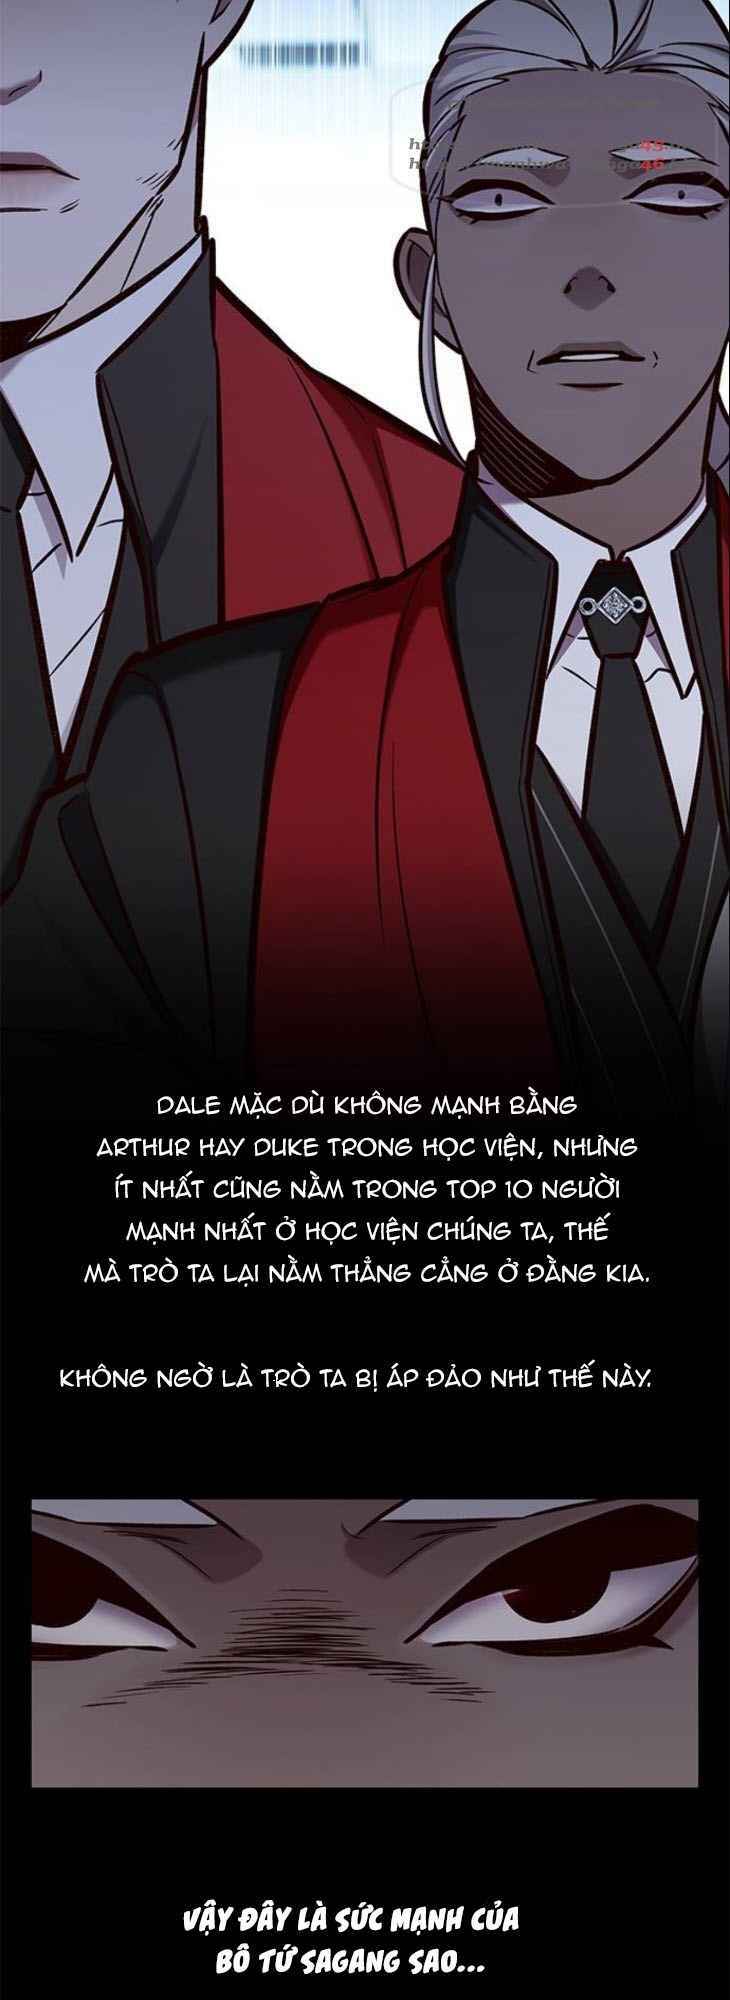 45
46
DALE MẶC DÙ KHÔNG MẠNH BẰNG
ARTHUR HAY DUKE TRONG HỌC VIỆN, NHƯNG
ÍT NHẤT CŨNG NẰM TRONG TOP 10 NGƯỜI
MẠNH NHẤT Ở HỌC VIỆN CHÚNG TA, THẾ
MÀ TRÒ TA LẠI NẰM THẲNG CẲNG Ở ĐẰNG KIA.
KHÔNG NGỜ LÀ TRÒ TA BỊ ÁP ĐẢO NHƯ THẾ NÀY.
VẬY ĐÂY LÀ SỨC MẠNH CỦA
BÔ TỨ SAGANG SAO...